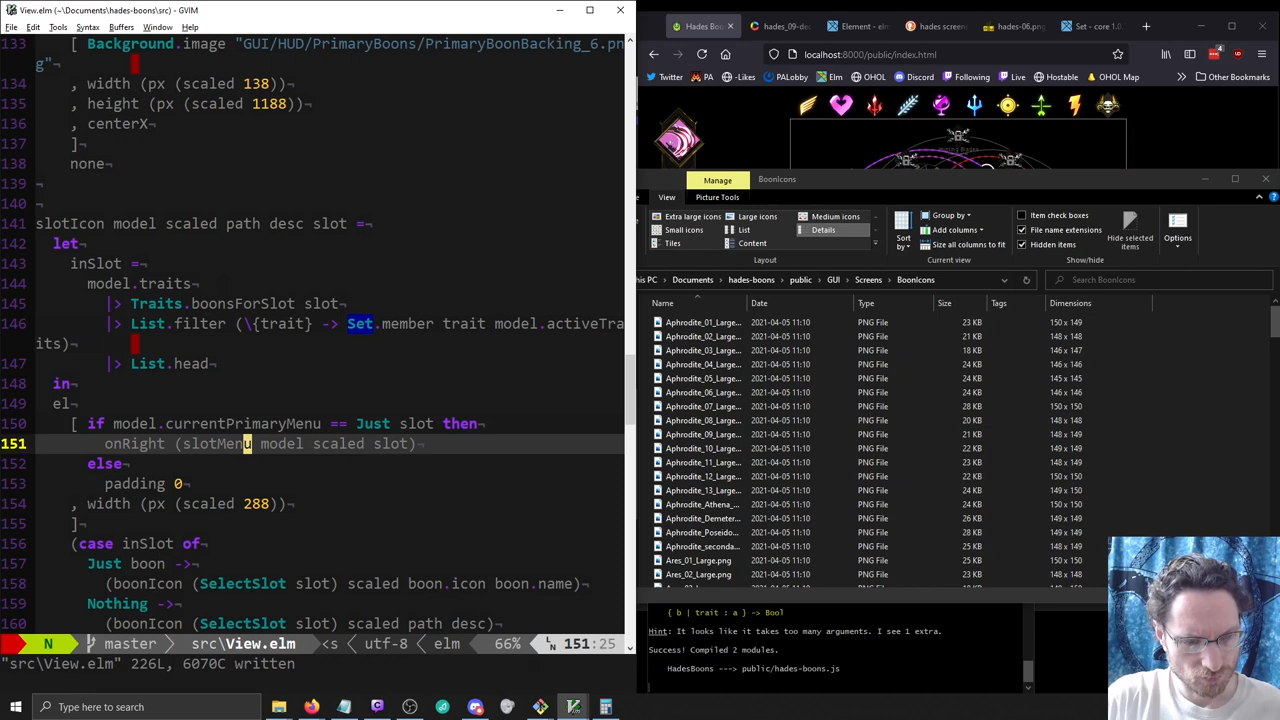 View.elm (~\Documents\hades-boons\src) - GVIM
File Edit Tools Syntax Buffers Window Help
133 [ Background.image "GUI/HUD/PrimaryBoons/PrimaryBoonBacking_6.pn
g"
134 , width (px (scaled 138))¬
135 , height (px (scaled 1188))¬
136 , centerX¬
137 ]¬
138 none¬
139 ¬
140 ¬
141 slotIcon model scaled path desc slot =¬
142 let¬
143 inSlot =¬
144 model.traits¬
145 |> Traits.boonsForSlot slot¬
146 |> List.filter (\{trait} -> Set.member trait model.activeTra
its)¬
147 |> List.head¬
148 in¬
149 el¬
150 [ if model.currentPrimaryMenu == Just slot then¬
151 onRight (slotMenu model scaled slot)¬
152 else¬
153 padding 0¬
154 , width (px (scaled 288))¬
155 ]¬
156 (case inSlot of¬
157 Just boon ->¬
158 (boonIcon (SelectSlot slot) scaled boon.icon boon.name)¬
159 Nothing ->¬
160 (boonIcon (SelectSlot slot) scaled path desc)¬
N master src\View.elm <s utf-8 elm 66% 151:25
"src\View.elm" 226L, 6070C written
Hades Boo
hades_09-dec
hades screen
hades-06.png
Set - core 1.0
localhost:8000/public/index.html
Twitter PA - Libwy PALobby Elm OHOL Discord Following Live Hostable OHOL Map Other Bookmarks
Manage BoonIcons
View Picture Tools
Extra large icons Large icons Medium icons
Small icons List Details
Tiles Content
Layout
Sort by
Group by
Add columns
Size all columns to fit
Current view
Item check boxes
File name extensions
Hidden items
Hide selected items
Show/hide
Options
his PC Documents hades-boons public GUI Screens BoonIcons
Search BoonIcons
Name Date Type Size Tags Dimensions
Aphrodite_01_Large... 2021-04-05 11:10 PNG File 23 KB 150 x 149
Aphrodite_02_Large... 2021-04-05 11:10 PNG File 21 KB 148 x 148
Aphrodite_03_Large... 2021-04-05 11:10 PNG File 18 KB 146 x 147
Aphrodite_04_Large... 2021-04-05 11:10 PNG File 24 KB 146 x 146
Aphrodite_05_Large... 2021-04-05 11:10 PNG File 24 KB 146 x 145
Aphrodite_06_Large... 2021-04-05 11:10 PNG File 24 KB 147 x 147
Aphrodite_07_Large... 2021-04-05 11:10 PNG File 20 KB 150 x 150
Aphrodite_08_Large... 2021-04-05 11:10 PNG File 21 KB 148 x 149
Aphrodite_09_Large... 2021-04-05 11:10 PNG File 22 KB 148 x 148
Aphrodite_10_Large... 2021-04-05 11:10 PNG File 24 KB 149 x 149
Aphrodite_11_Large... 2021-04-05 11:10 PNG File 22 KB 149 x 149
Aphrodite_12_Large... 2021-04-05 11:10 PNG File 24 KB 150 x 150
Aphrodite_13_Large... 2021-04-05 11:10 PNG File 24 KB 150 x 150
Aphrodite_Athena_... 2021-04-05 11:10 PNG File 24 KB 150 x 150
Aphrodite_Demeter... 2021-04-05 11:10 PNG File 26 KB 149 x 149
Aphrodite_Poseido... 2021-04-05 11:10 PNG File 28 KB 149 x 149
Aphrodite_seconda... 2021-04-05 11:10 PNG File 25 KB 148 x 149
Ares_01_Large.png 2021-04-05 11:10 PNG File 25 KB
Ares_02_Large.png 2021-04-05 11:10 PNG File 28 KB
{ b | trait : a } -> Bool
Hint: It looks like it takes too many arguments. I see 1 extra.
Success! Compiled 2 modules.
HadesBoons ---> public/hades-boons.js
Type here to search